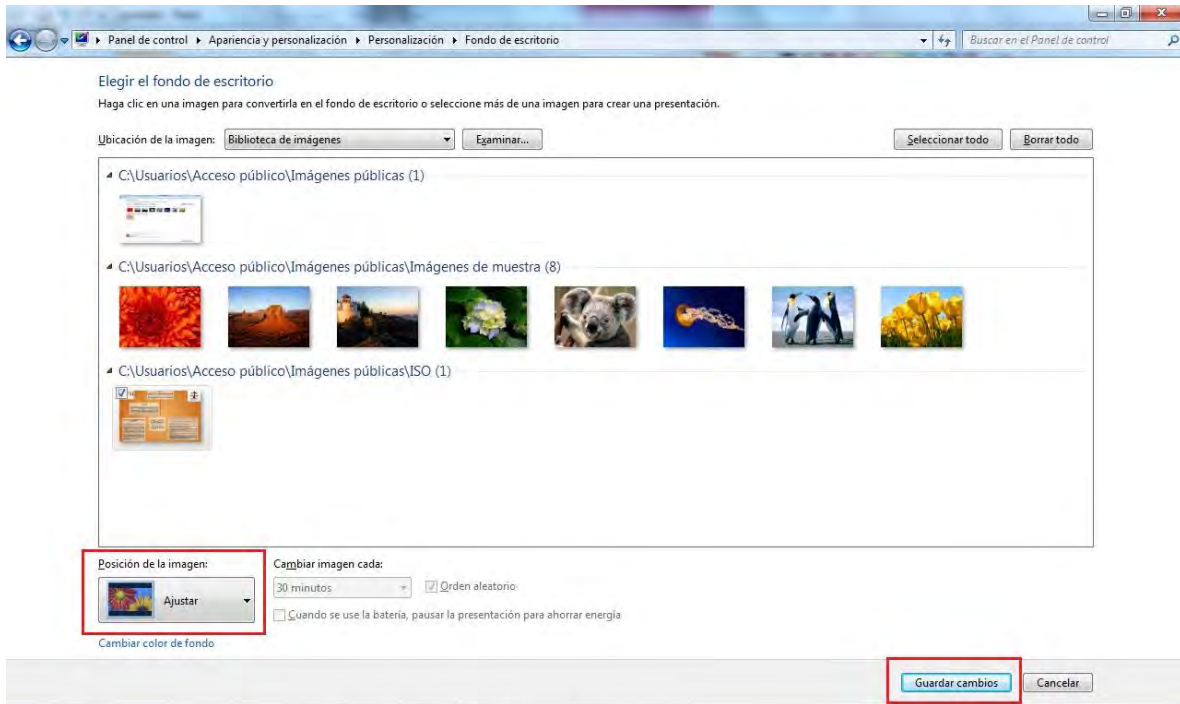 Panel de control ▸ Apariencia y personalización ▸ Personalización ▸ Fondo de escritorio
Buscar en el Panel de control
Elegir el fondo de escritorio
Haga clic en una imagen para convertirla en el fondo de escritorio o seleccione más de una imagen para crear una presentación.
Ubicación de la imagen: Biblioteca de imágenes Examinar... Seleccionar todo Borrar todo
C:\Usuarios\Acceso público\Imágenes públicas (1)
C:\Usuarios\Acceso público\Imágenes públicas\Imágenes de muestra (8)
C:\Usuarios\Acceso público\Imágenes públicas\ISO (1)
Posición de la imagen: Cambiar imagen cada:
Ajustar 30 minutos Orden aleatorio
Cuando se use la batería, pausar la presentación para ahorrar energía
Cambiar color de fondo
Guardar cambios Cancelar